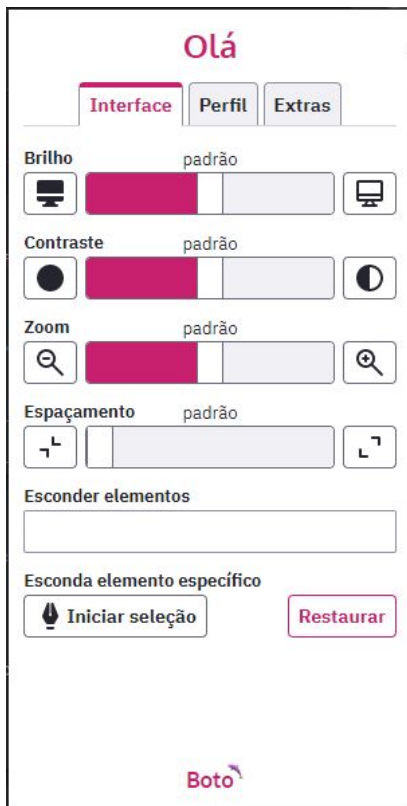 Olá
Interface Perfil Extras
Brilho padrão
Contraste padrão
Zoom padrão
Espaçamento padrão
Esconder elementos
Esconda elemento específico
Iniciar seleção Restaurar
Boto